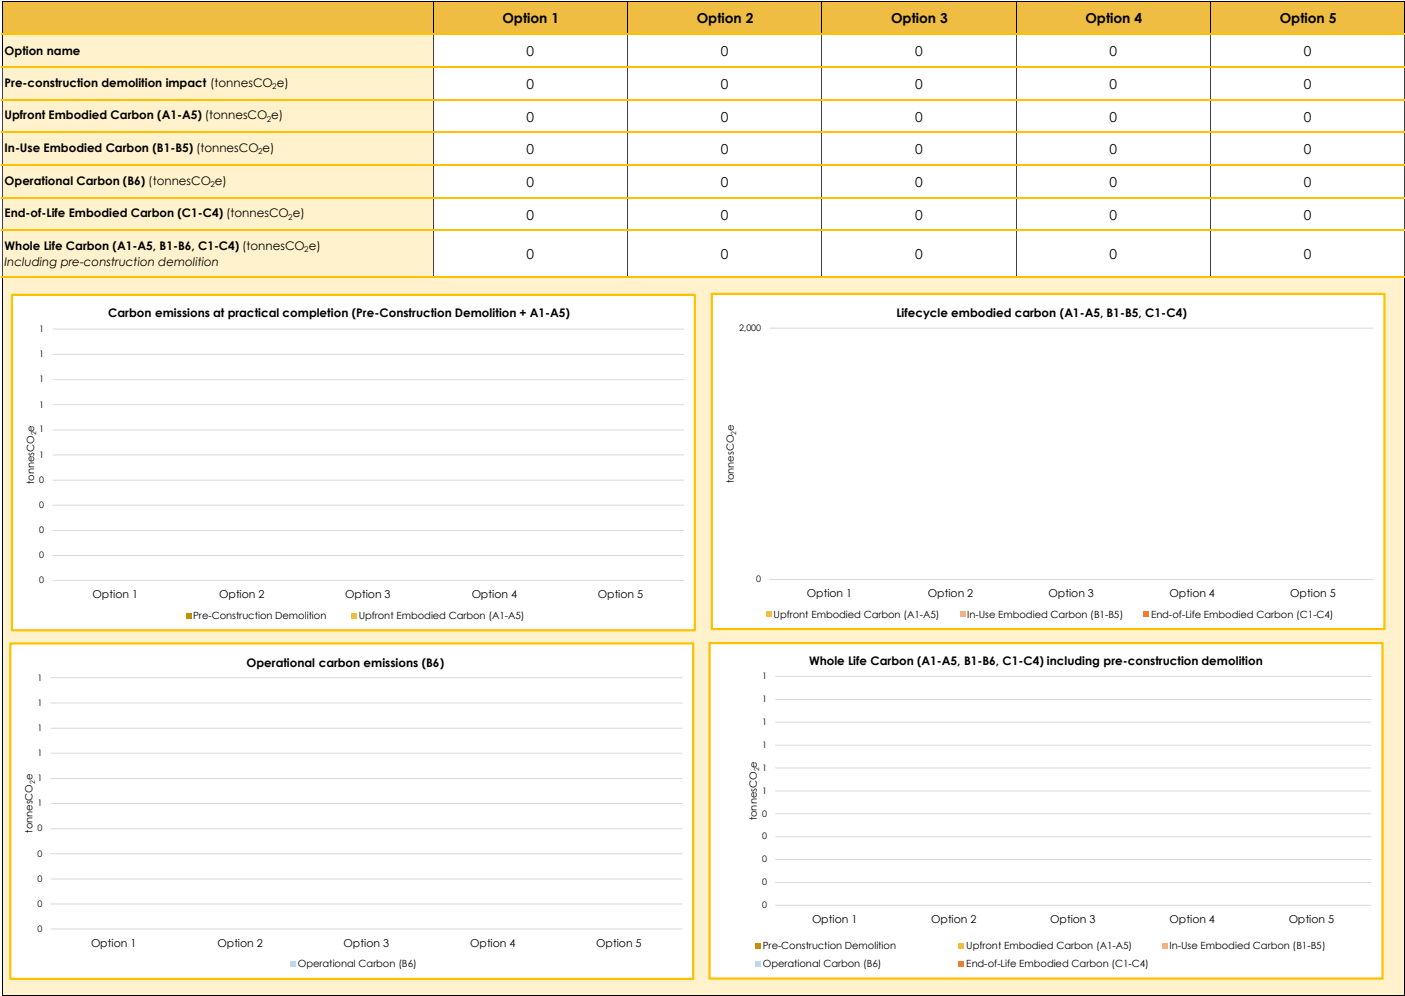 Option 1 Option 2 Option 3 Option 4 Option 5
Option name 0 0 0 0 0
Pre-construction demolition impact (tonnesCO₂e) 0 0 0 0 0
Upfront Embodied Carbon (A1-A5) (tonnesCO₂e) 0 0 0 0 0
In-Use Embodied Carbon (B1-B5) (tonnesCO₂e) 0 0 0 0 0
Operational Carbon (B6) (tonnesCO₂e) 0 0 0 0 0
End-of-Life Embodied Carbon (C1-C4) (tonnesCO₂e) 0 0 0 0 0
Whole Life Carbon (A1-A5, B1-B6, C1-C4) (tonnesCO₂e) 0 0 0 0 0
Including pre-construction demolition
Carbon emissions at practical completion (Pre-Construction Demolition + A1-A5)
tonnesCO₂e
1
1
1
1
1
1
0
0
0
0
0
Option 1 Option 2 Option 3 Option 4 Option 5
Pre-Construction Demolition Upfront Embodied Carbon (A1-A5)
Lifecycle embodied carbon (A1-A5, B1-B5, C1-C4)
tonnesCO₂e
2,000
0
Option 1 Option 2 Option 3 Option 4 Option 5
Upfront Embodied Carbon (A1-A5) In-Use Embodied Carbon (B1-B5) End-of-Life Embodied Carbon (C1-C4)
Operational carbon emissions (B6)
tonnesCO₂e
1
1
1
1
1
1
0
0
0
0
0
Option 1 Option 2 Option 3 Option 4 Option 5
Operational Carbon (B6)
Whole Life Carbon (A1-A5, B1-B6, C1-C4) including pre-construction demolition
tonnesCO₂e
1
1
1
1
1
1
0
0
0
0
0
Option 1 Option 2 Option 3 Option 4 Option 5
Pre-Construction Demolition Upfront Embodied Carbon (A1-A5) In-Use Embodied Carbon (B1-B5)
Operational Carbon (B6) End-of-Life Embodied Carbon (C1-C4)